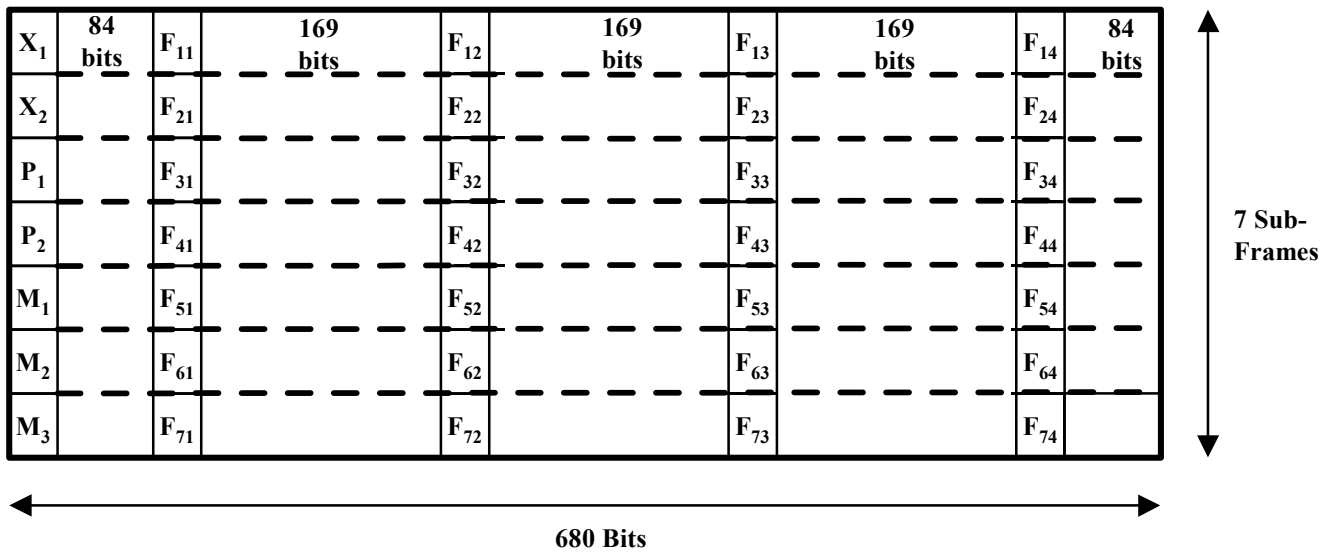 X₁ 84 bits F₁₁ 169 bits F₁₂ 169 bits F₁₃ 169 bits F₁₄ 84 bits
X₂ F₂₁ F₂₂ F₂₃ F₂₄
P₁ F₃₁ F₃₂ F₃₃ F₃₄
P₂ F₄₁ F₄₂ F₄₃ F₄₄
M₁ F₅₁ F₅₂ F₅₃ F₅₄
M₂ F₆₁ F₆₂ F₆₃ F₆₄
M₃ F₇₁ F₇₂ F₇₃ F₇₄
7 Sub-
Frames
680 Bits